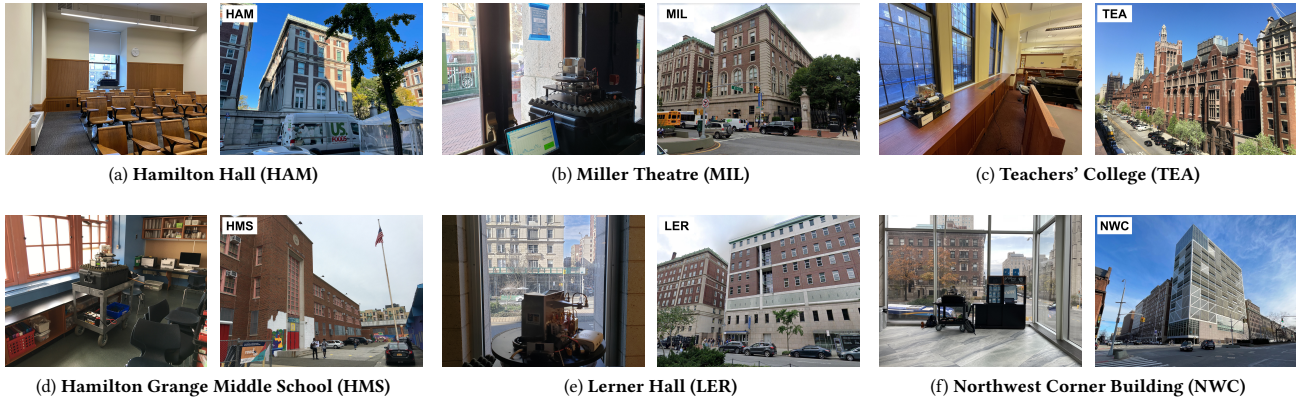 HAM
US.
MIL
TEA
(a) Hamilton Hall (HAM)
(b) Miller Theatre (MIL)
(c) Teachers' College (TEA)
HMS
LER
NWC
(d) Hamilton Grange Middle School (HMS)
(e) Lerner Hall (LER)
(f) Northwest Corner Building (NWC)